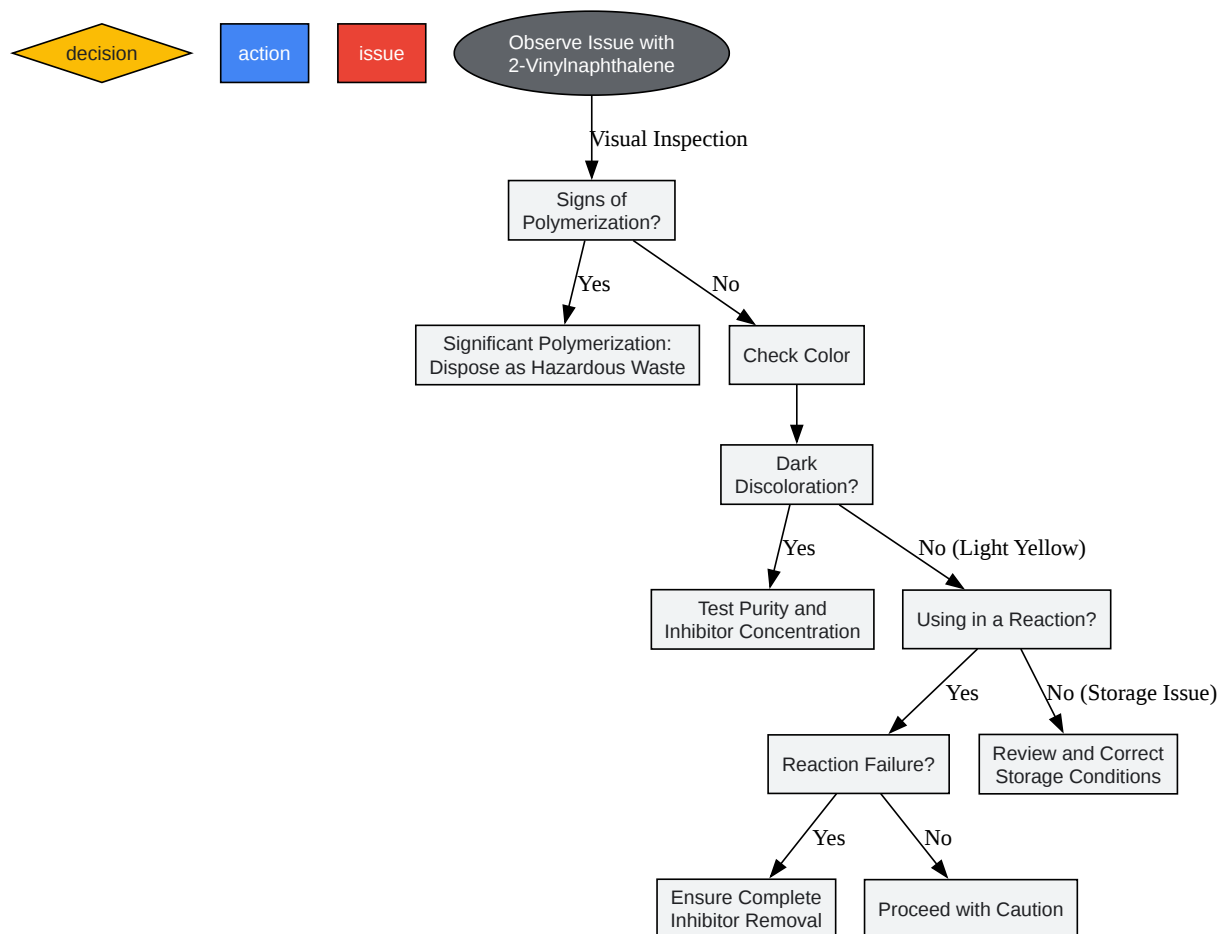 decision
action
issue
Observe Issue with
2-Vinylnaphthalene
Visual Inspection
Signs of
Polymerization?
Yes
No
Significant Polymerization:
Dispose as Hazardous Waste
Check Color
Dark
Discoloration?
Yes
No (Light Yellow)
Test Purity and
Inhibitor Concentration
Using in a Reaction?
Yes
No (Storage Issue)
Reaction Failure?
Review and Correct
Storage Conditions
Yes
No
Ensure Complete
Inhibitor Removal
Proceed with Caution